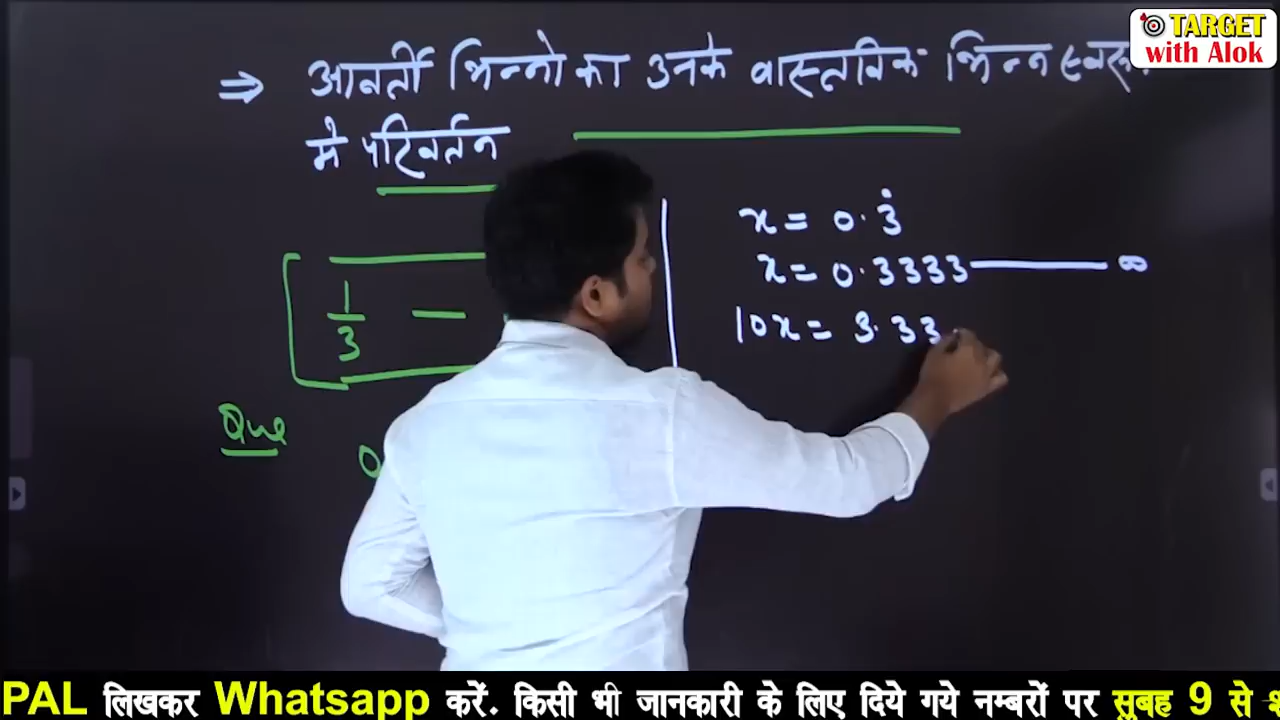 TARGET
with Alok
⇒ आवर्ती भिन्नो का उनके वास्तविक भिन्न
मे परिवर्तन
1/3 —
Que
x = 0.3̇
x = 0.3333 ——— ∞
10x = 3.33
PAL लिखकर Whatsapp करें. किसी भी जानकारी के लिए दिये गये नम्बरों पर सुबह 9 से